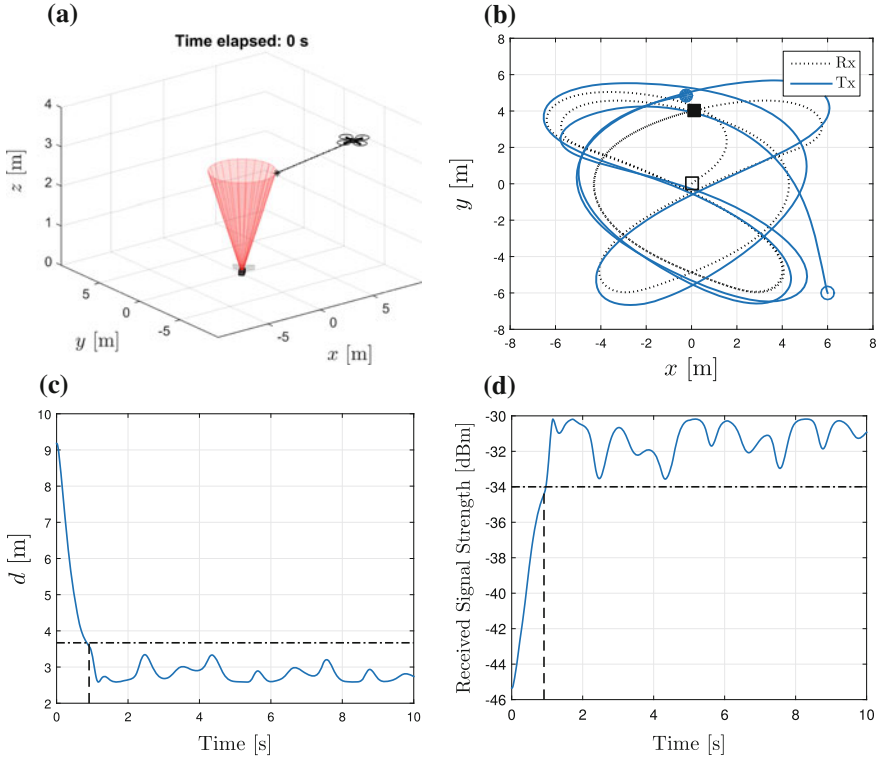 (a)
Time elapsed: 0 s
4
3
2
1
0
z [m]
5
0
-5
y [m]
-5
0
5
x [m]
(b)
8
6
4
2
0
-2
-4
-6
-8
y [m]
Rx
Tx
-8 -6 -4 -2 0 2 4 6 8
x [m]
(c)
10
9
8
7
6
5
4
3
2
d [m]
0 2 4 6 8 10
Time [s]
(d)
-30
-32
-34
-36
-38
-40
-42
-44
-46
Received Signal Strength [dBm]
0 2 4 6 8 10
Time [s]